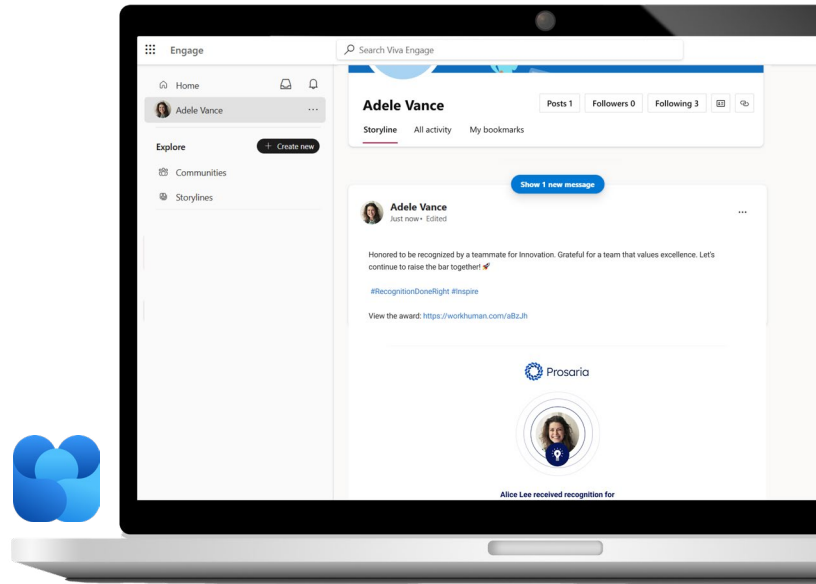 Engage
Search Viva Engage
Home
Adele Vance
Explore
+ Create new
Communities
Storylines
Adele Vance
Posts 1
Followers 0
Following 3
Storyline
All activity
My bookmarks
Show 1 new message
Adele Vance
Just now • Edited
Honored to be recognized by a teammate for Innovation. Grateful for a team that values excellence. Let's
continue to raise the bar together! 🚀
#RecognitionDoneRight #Inspire
View the award: https://workhuman.com/aBzJh
Prosaria
Alice Lee received recognition for